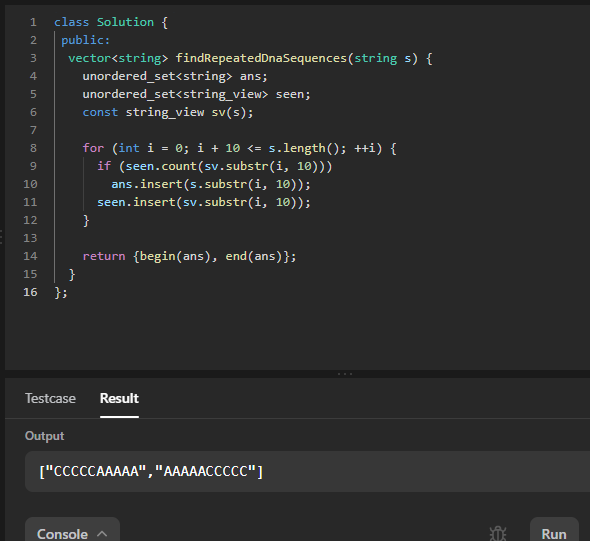 1 class Solution {
2 public:
3 vector<string> findRepeatedDnaSequences(string s) {
4 unordered_set<string> ans;
5 unordered_set<string_view> seen;
6 const string_view sv(s);
7
8 for (int i = 0; i + 10 <= s.length(); ++i) {
9 if (seen.count(sv.substr(i, 10)))
10 ans.insert(s.substr(i, 10));
11 seen.insert(sv.substr(i, 10));
12 }
13
14 return {begin(ans), end(ans)};
15 }
16 };
Testcase Result
Output
["CCCCCAAAAA","AAAAACCCCC"]
Console Run